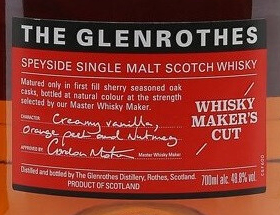 THE GLENROTHES
SPEYSIDE SINGLE MALT SCOTCH WHISKY
Matured only in first fill sherry seasoned oak
casks, bottled at natural colour at the strength
selected by our Master Whisky Maker.
CHARACTER: Creamy vanilla,
orange peel and Nutmeg
APPROVED BY: Gordon Motion Master Whisky Maker
WHISKY
MAKER'S
CUT
Distilled and bottled by The Glenrothes Distillery, Rothes, Scotland.
PRODUCT OF SCOTLAND
700ml alc. 48.8% vol.